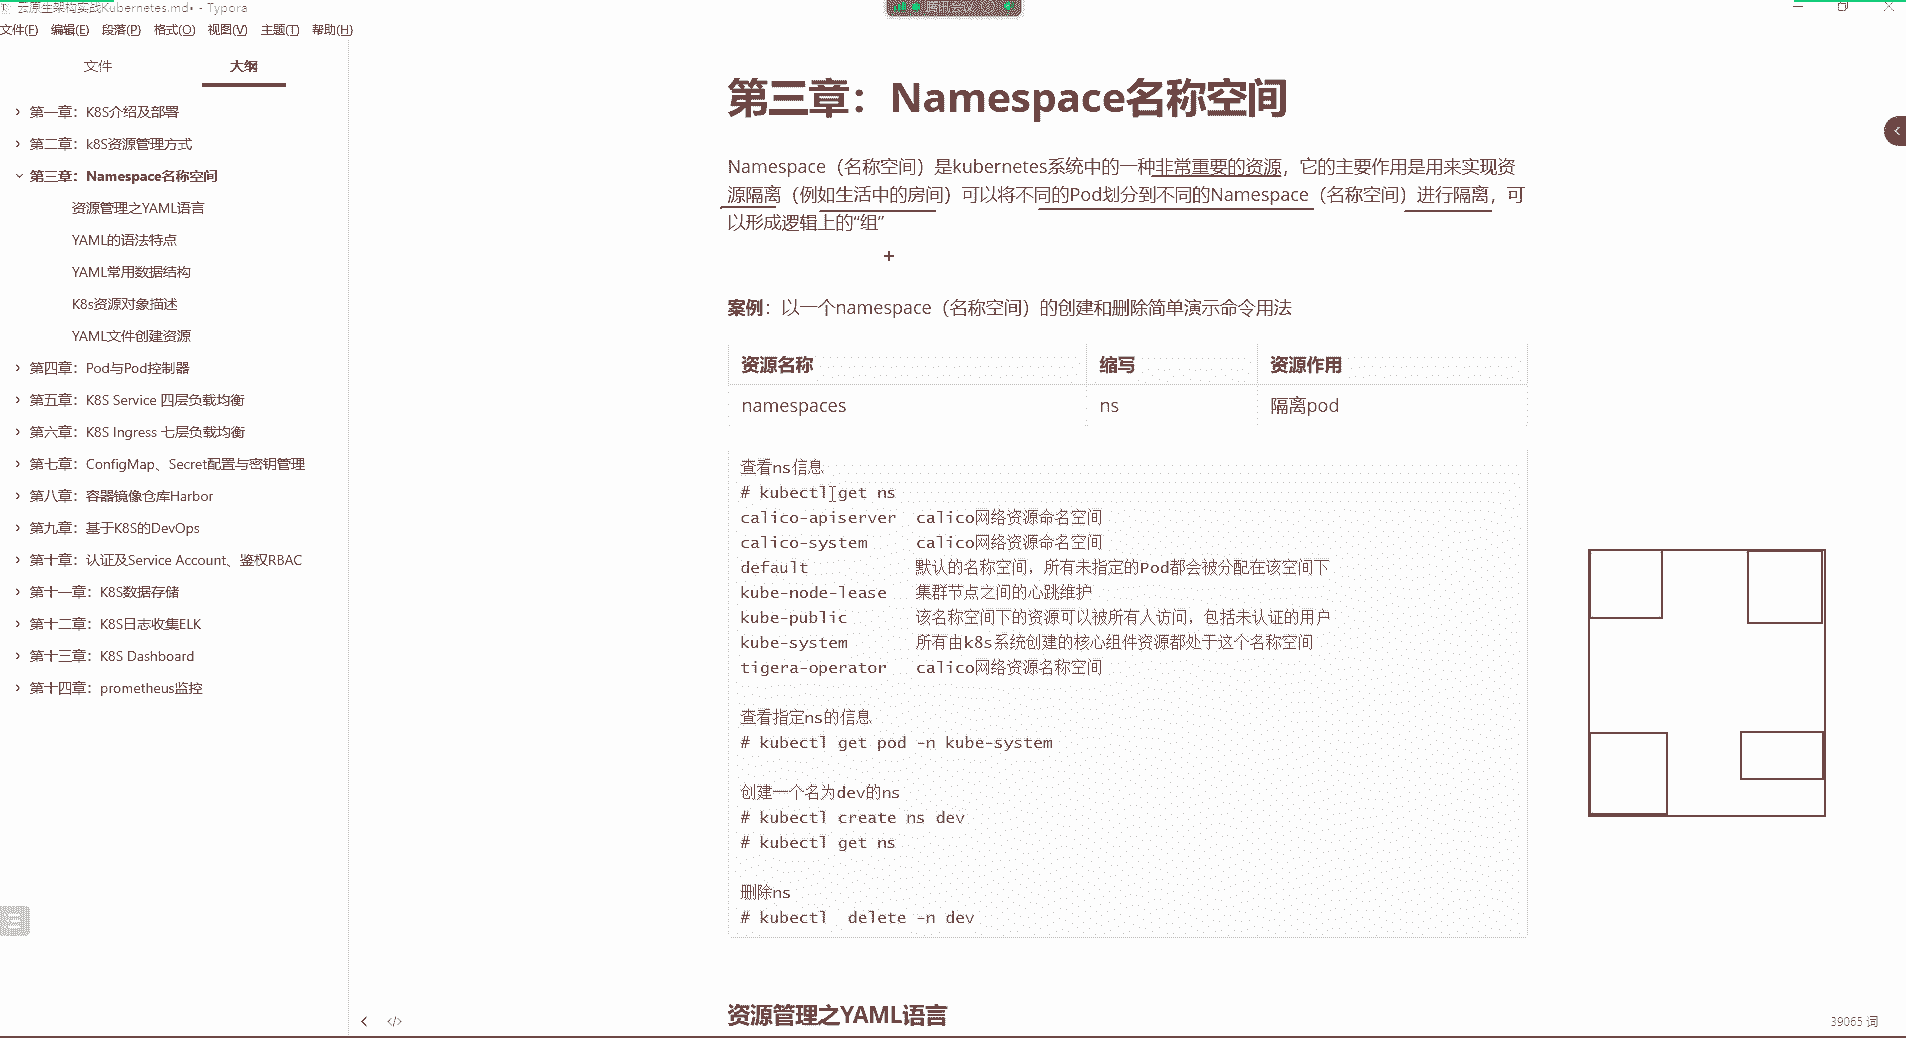 云原生架构实战Kubernetes.md• - Typora
腾讯会议
文件(F) 编辑(E) 段落(P) 格式(O) 视图(V) 主题(T) 帮助(H)
文件 大纲
第一章：K8S介绍及部署
第二章：k8S资源管理方式
第三章：Namespace名称空间
资源管理之YAML语言
YAML的语法特点
YAML常用数据结构
K8s资源对象描述
YAML文件创建资源
第四章：Pod与Pod控制器
第五章：K8S Service 四层负载均衡
第六章：K8S Ingress 七层负载均衡
第七章：ConfigMap、Secret配置与密钥管理
第八章：容器镜像仓库Harbor
第九章：基于K8S的DevOps
第十章：认证及Service Account、鉴权RBAC
第十一章：K8S数据存储
第十二章：K8S日志收集ELK
第十三章：K8S Dashboard
第十四章：prometheus监控
第三章：Namespace名称空间
Namespace（名称空间）是kubernetes系统中的一种非常重要的资源，它的主要作用是用来实现资
源隔离（例如生活中的房间）可以将不同的Pod划分到不同的Namespace（名称空间）进行隔离，可
以形成逻辑上的“组”
案例：以一个namespace（名称空间）的创建和删除简单演示命令用法
资源名称 缩写 资源作用
namespaces ns 隔离pod
查看ns信息
# kubectl get ns
calico-apiserver calico网络资源命名空间
calico-system calico网络资源命名空间
default 默认的名称空间，所有未指定的Pod都会被分配在该空间下
kube-node-lease 集群节点之间的心跳维护
kube-public 该名称空间下的资源可以被所有人访问，包括未认证的用户
kube-system 所有由k8s系统创建的核心组件资源都处于这个名称空间
tigera-operator calico网络资源名称空间
查看指定ns的信息
# kubectl get pod -n kube-system
创建一个名为dev的ns
# kubectl create ns dev
# kubectl get ns
删除ns
# kubectl  delete -n dev
资源管理之YAML语言
39065 词